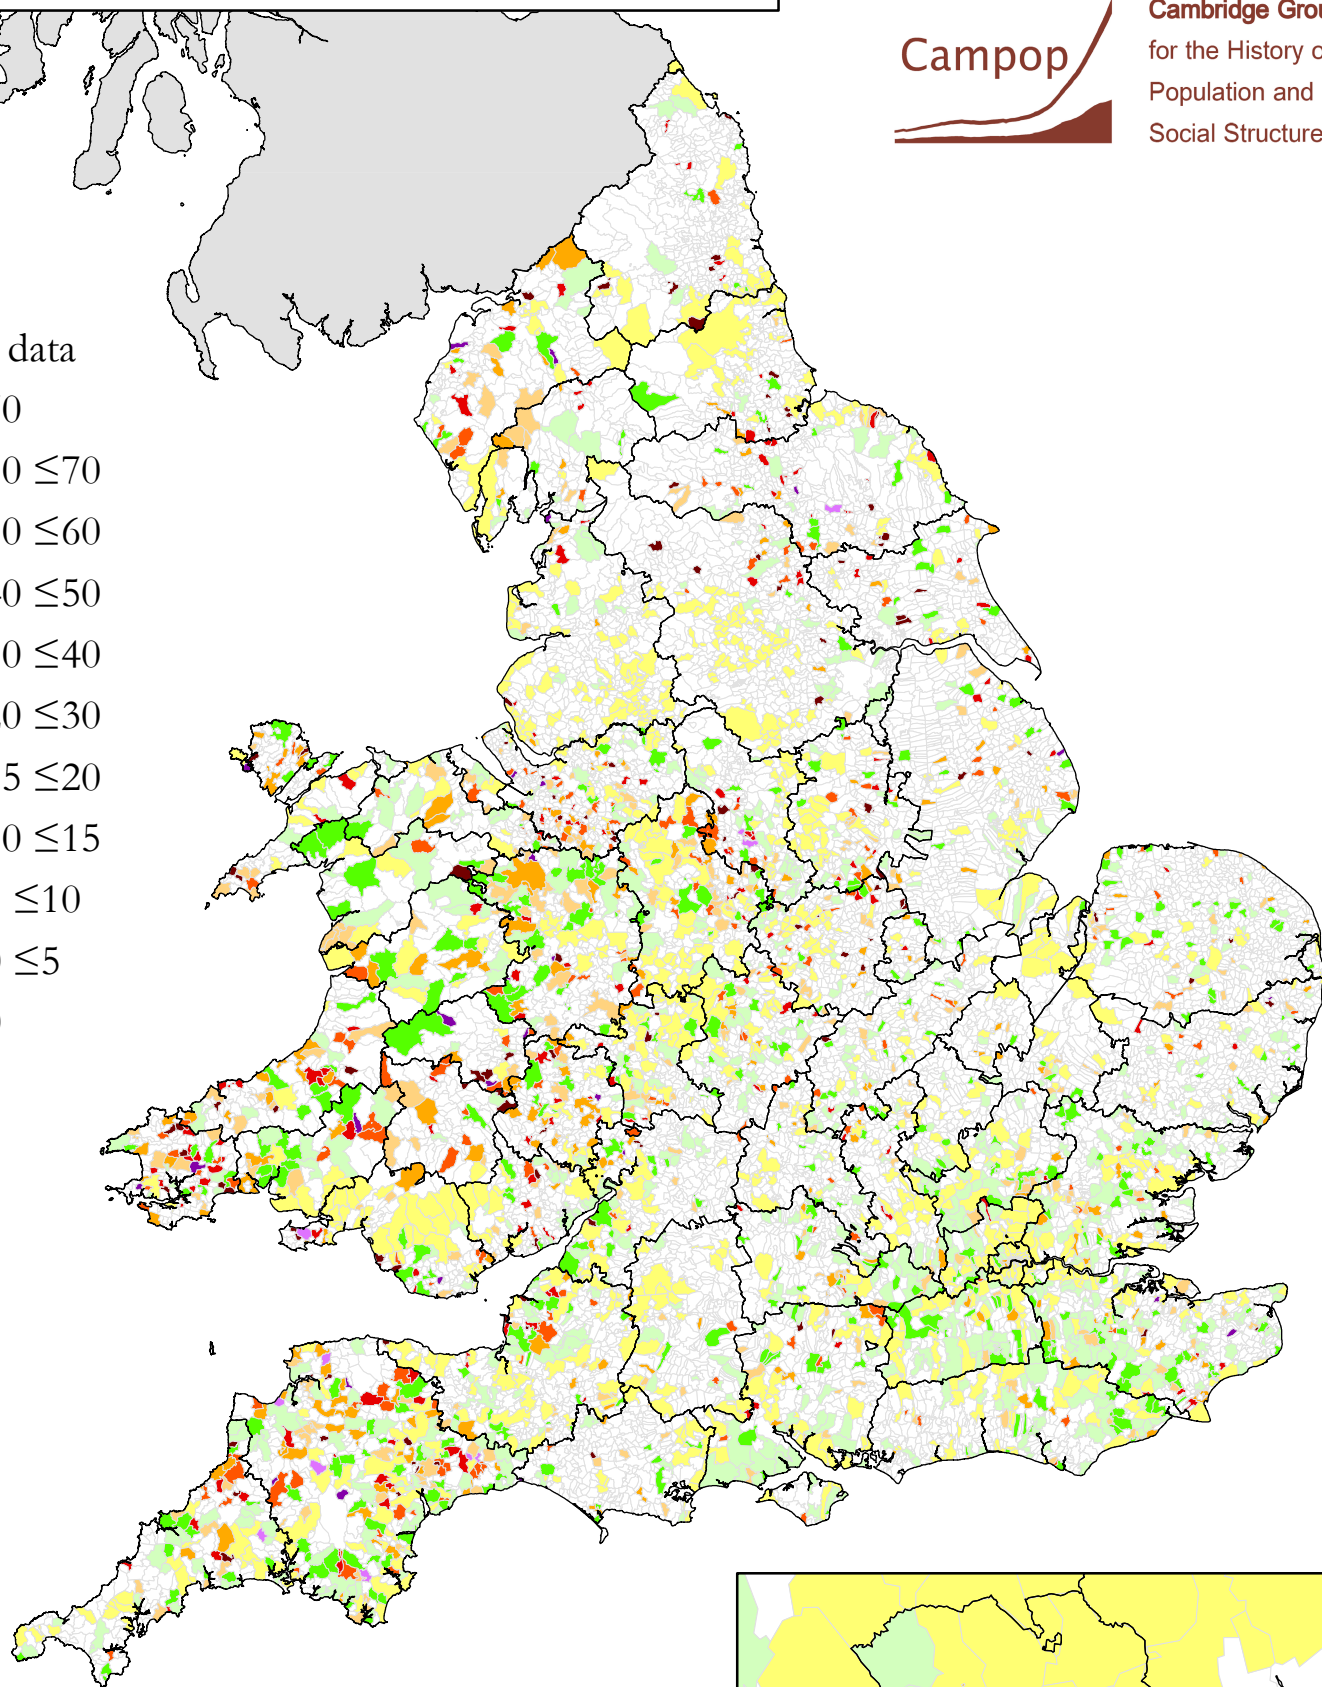 Cambridge Grou
Campop
for the History o
Population and
Social Structure
data
0
0 ≤70
0 ≤60
0 ≤50
0 ≤40
0 ≤30
5 ≤20
0 ≤15
≤10
≤5